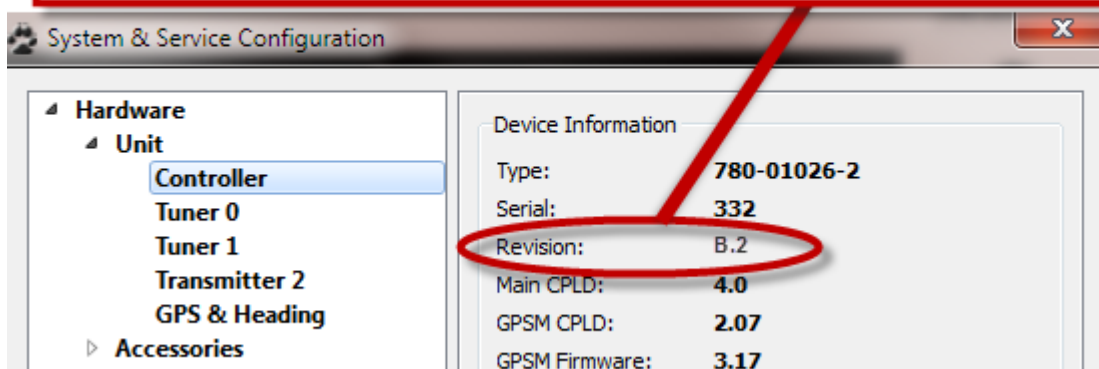 System & Service Configuration
Hardware
Unit
Controller
Tuner 0
Tuner 1
Transmitter 2
GPS & Heading
Accessories
Device Information
Type: 780-01026-2
Serial: 332
Revision: B.2
Main CPLD: 4.0
GPSM CPLD: 2.07
GPSM Firmware: 3.17